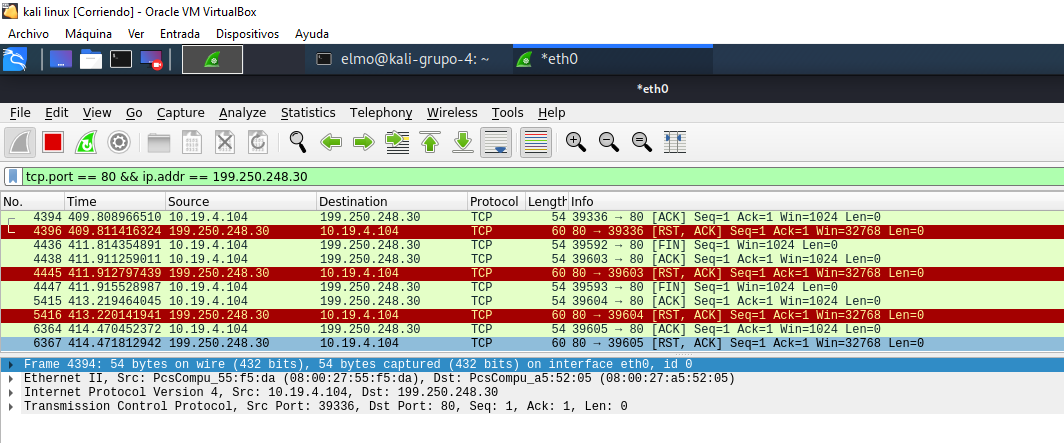 kali linux [Corriendo] - Oracle VM VirtualBox
Archivo Máquina Ver Entrada Dispositivos Ayuda
elmo@kali-grupo-4: ~ *eth0
*eth0
File Edit View Go Capture Analyze Statistics Telephony Wireless Tools Help
tcp.port == 80 && ip.addr == 199.250.248.30
No. Time Source Destination Protocol Length Info
4394 409.808966510 10.19.4.104 199.250.248.30 TCP 54 39336 → 80 [ACK] Seq=1 Ack=1 Win=1024 Len=0
4396 409.811416324 199.250.248.30 10.19.4.104 TCP 60 80 → 39336 [RST, ACK] Seq=1 Ack=1 Win=32768 Len=0
4436 411.814354891 10.19.4.104 199.250.248.30 TCP 54 39592 → 80 [FIN] Seq=1 Win=1024 Len=0
4438 411.911259011 10.19.4.104 199.250.248.30 TCP 54 39603 → 80 [ACK] Seq=1 Ack=1 Win=1024 Len=0
4445 411.912797439 199.250.248.30 10.19.4.104 TCP 60 80 → 39603 [RST, ACK] Seq=1 Ack=1 Win=32768 Len=0
4447 411.915528987 10.19.4.104 199.250.248.30 TCP 54 39593 → 80 [FIN] Seq=1 Win=1024 Len=0
5415 413.219464045 10.19.4.104 199.250.248.30 TCP 54 39604 → 80 [ACK] Seq=1 Ack=1 Win=1024 Len=0
5416 413.220141941 199.250.248.30 10.19.4.104 TCP 60 80 → 39604 [RST, ACK] Seq=1 Ack=1 Win=32768 Len=0
6364 414.470452372 10.19.4.104 199.250.248.30 TCP 54 39605 → 80 [ACK] Seq=1 Ack=1 Win=1024 Len=0
6367 414.471812942 199.250.248.30 10.19.4.104 TCP 60 80 → 39605 [RST, ACK] Seq=1 Ack=1 Win=32768 Len=0
Frame 4394: 54 bytes on wire (432 bits), 54 bytes captured (432 bits) on interface eth0, id 0
Ethernet II, Src: PcsCompu_55:f5:da (08:00:27:55:f5:da), Dst: PcsCompu_a5:52:05 (08:00:27:a5:52:05)
Internet Protocol Version 4, Src: 10.19.4.104, Dst: 199.250.248.30
Transmission Control Protocol, Src Port: 39336, Dst Port: 80, Seq: 1, Ack: 1, Len: 0